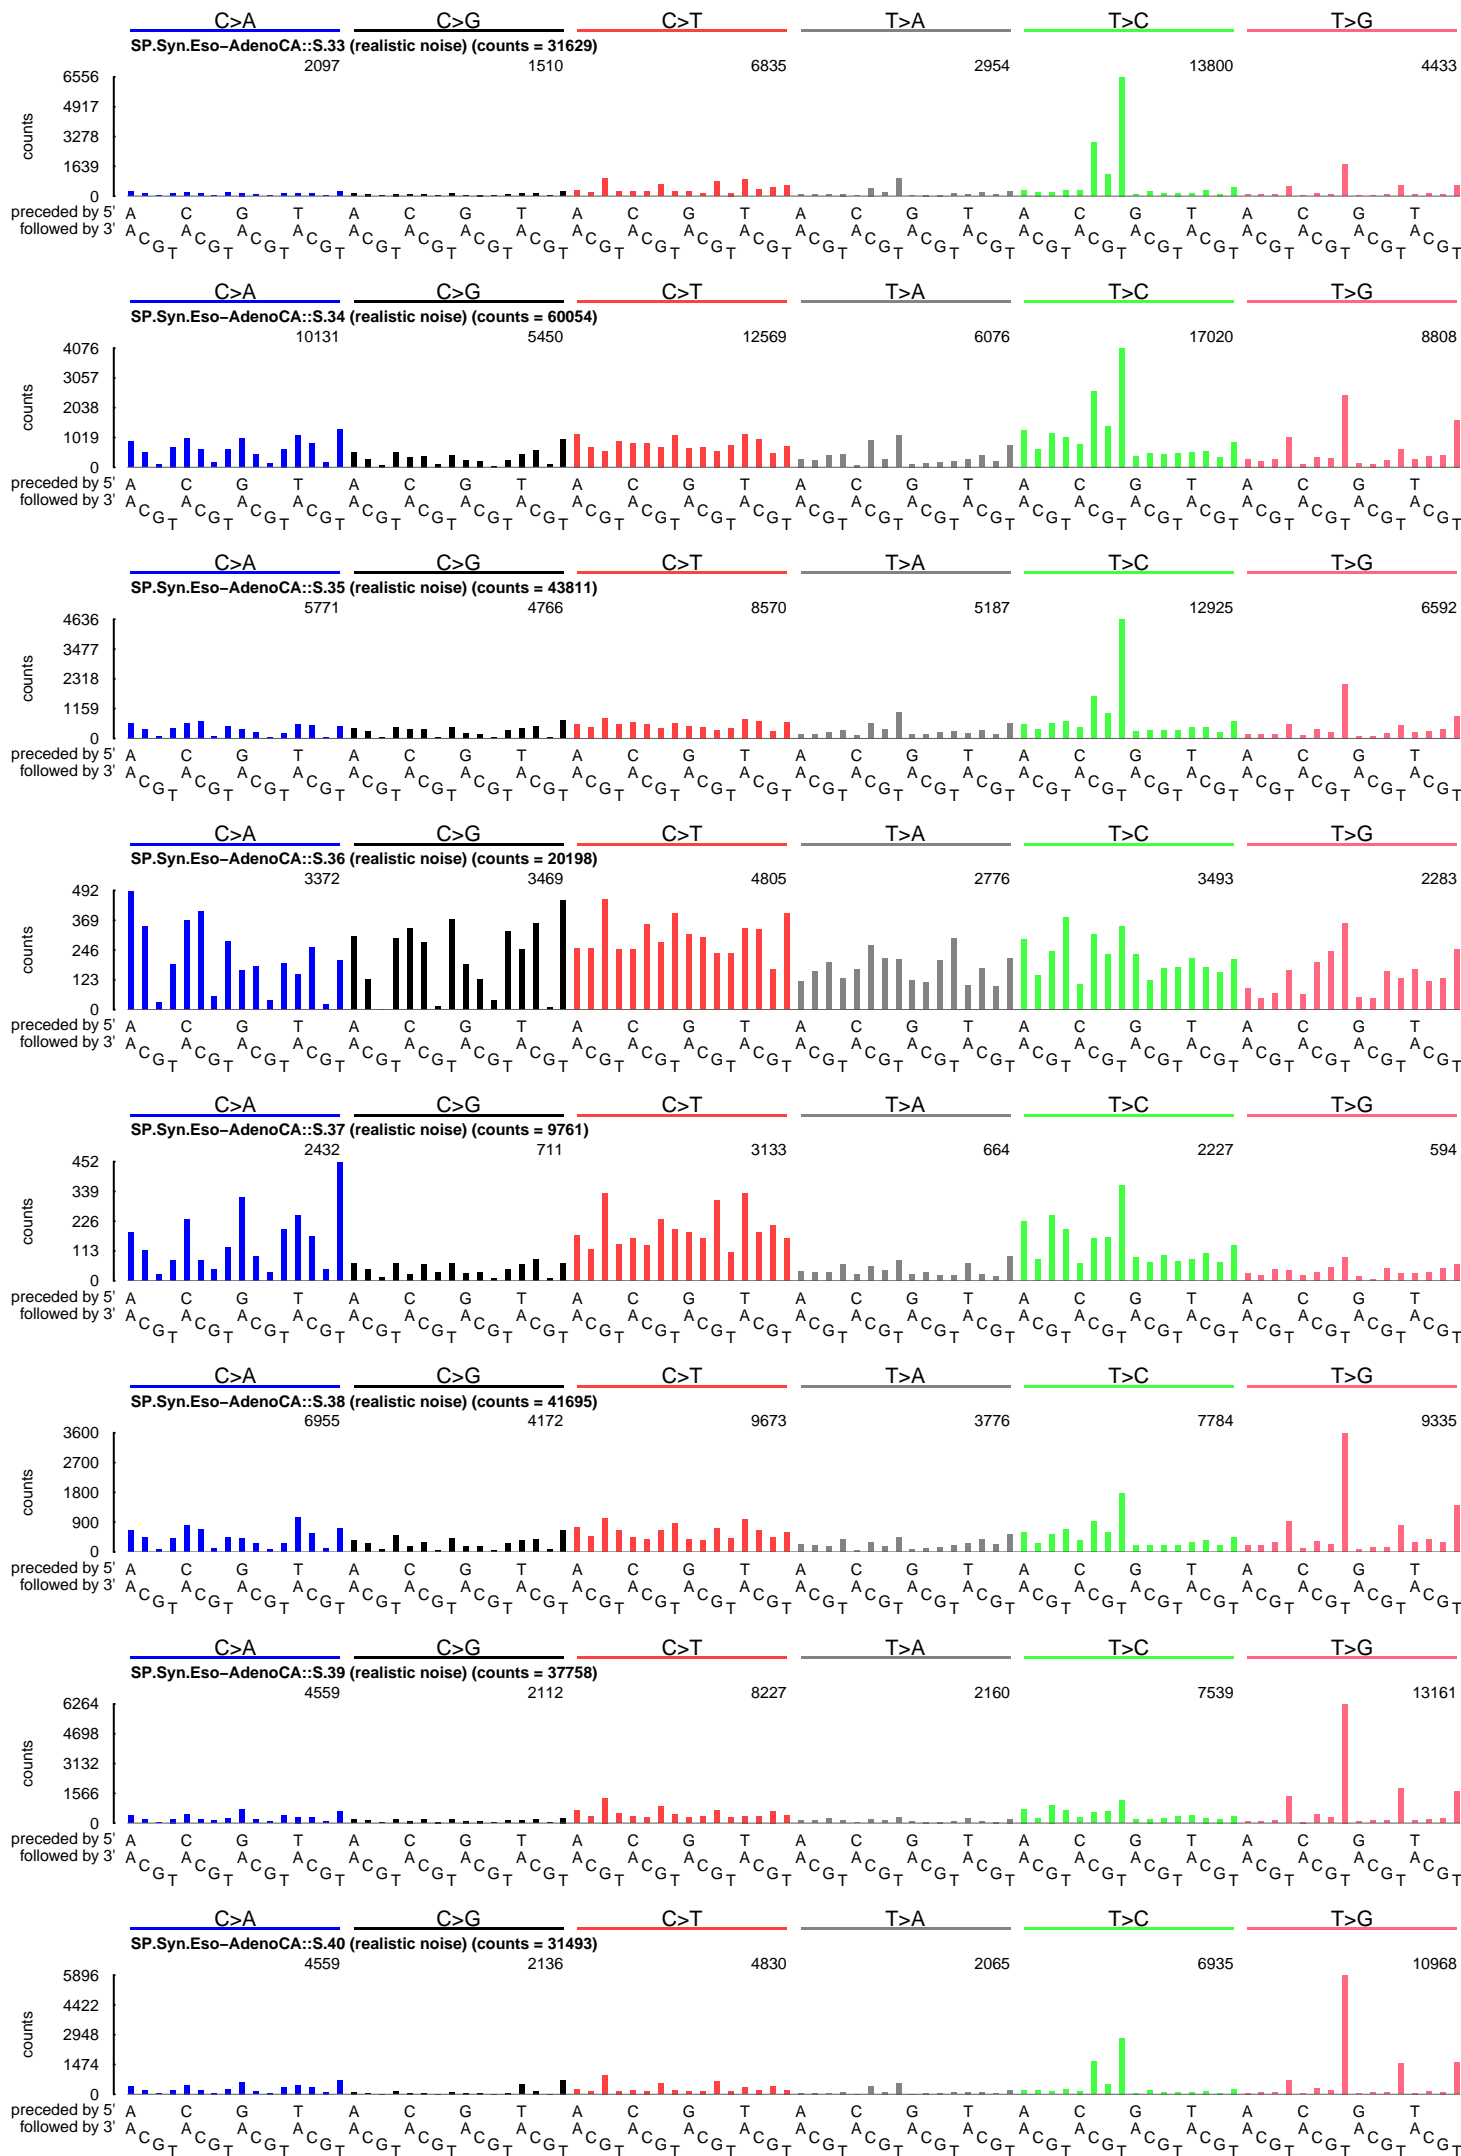 C>A C>G C>T T>A T>C T>G
SP.Syn.Eso−AdenoCA::S.33 (realistic noise) (counts = 31629)
2097 1510 6835 2954 13800 4433
6556
4917
3278
1639
0
counts
preceded by 5' A C G T A C G T A C G T A C G T A C G T A C G T
followed by 3' A C G T A C G T A C G T A C G T A C G T A C G T A C G T A C G T A C G T A C G T A C G T A C G T A C G T A C G T A C G T A C G T A C G T A C G T A C G T A C G T A C G T A C G T A C G T A C G T
C>A C>G C>T T>A T>C T>G
SP.Syn.Eso−AdenoCA::S.34 (realistic noise) (counts = 60054)
10131 5450 12569 6076 17020 8808
4076
3057
2038
1019
0
counts
preceded by 5' A C G T A C G T A C G T A C G T A C G T A C G T
followed by 3' A C G T A C G T A C G T A C G T A C G T A C G T A C G T A C G T A C G T A C G T A C G T A C G T A C G T A C G T A C G T A C G T A C G T A C G T A C G T A C G T A C G T A C G T A C G T A C G T
C>A C>G C>T T>A T>C T>G
SP.Syn.Eso−AdenoCA::S.35 (realistic noise) (counts = 43811)
5771 4766 8570 5187 12925 6592
4636
3477
2318
1159
0
counts
preceded by 5' A C G T A C G T A C G T A C G T A C G T A C G T
followed by 3' A C G T A C G T A C G T A C G T A C G T A C G T A C G T A C G T A C G T A C G T A C G T A C G T A C G T A C G T A C G T A C G T A C G T A C G T A C G T A C G T A C G T A C G T A C G T A C G T
C>A C>G C>T T>A T>C T>G
SP.Syn.Eso−AdenoCA::S.36 (realistic noise) (counts = 20198)
3372 3469 4805 2776 3493 2283
492
369
246
123
0
counts
preceded by 5' A C G T A C G T A C G T A C G T A C G T A C G T
followed by 3' A C G T A C G T A C G T A C G T A C G T A C G T A C G T A C G T A C G T A C G T A C G T A C G T A C G T A C G T A C G T A C G T A C G T A C G T A C G T A C G T A C G T A C G T A C G T A C G T
C>A C>G C>T T>A T>C T>G
SP.Syn.Eso−AdenoCA::S.37 (realistic noise) (counts = 9761)
2432 711 3133 664 2227 594
452
339
226
113
0
counts
preceded by 5' A C G T A C G T A C G T A C G T A C G T A C G T
followed by 3' A C G T A C G T A C G T A C G T A C G T A C G T A C G T A C G T A C G T A C G T A C G T A C G T A C G T A C G T A C G T A C G T A C G T A C G T A C G T A C G T A C G T A C G T A C G T A C G T
C>A C>G C>T T>A T>C T>G
SP.Syn.Eso−AdenoCA::S.38 (realistic noise) (counts = 41695)
6955 4172 9673 3776 7784 9335
3600
2700
1800
900
0
counts
preceded by 5' A C G T A C G T A C G T A C G T A C G T A C G T
followed by 3' A C G T A C G T A C G T A C G T A C G T A C G T A C G T A C G T A C G T A C G T A C G T A C G T A C G T A C G T A C G T A C G T A C G T A C G T A C G T A C G T A C G T A C G T A C G T A C G T
C>A C>G C>T T>A T>C T>G
SP.Syn.Eso−AdenoCA::S.39 (realistic noise) (counts = 37758)
4559 2112 8227 2160 7539 13161
6264
4698
3132
1566
0
counts
preceded by 5' A C G T A C G T A C G T A C G T A C G T A C G T
followed by 3' A C G T A C G T A C G T A C G T A C G T A C G T A C G T A C G T A C G T A C G T A C G T A C G T A C G T A C G T A C G T A C G T A C G T A C G T A C G T A C G T A C G T A C G T A C G T A C G T
C>A C>G C>T T>A T>C T>G
SP.Syn.Eso−AdenoCA::S.40 (realistic noise) (counts = 31493)
4559 2136 4830 2065 6935 10968
5896
4422
2948
1474
0
counts
preceded by 5' A C G T A C G T A C G T A C G T A C G T A C G T
followed by 3' A C G T A C G T A C G T A C G T A C G T A C G T A C G T A C G T A C G T A C G T A C G T A C G T A C G T A C G T A C G T A C G T A C G T A C G T A C G T A C G T A C G T A C G T A C G T A C G T